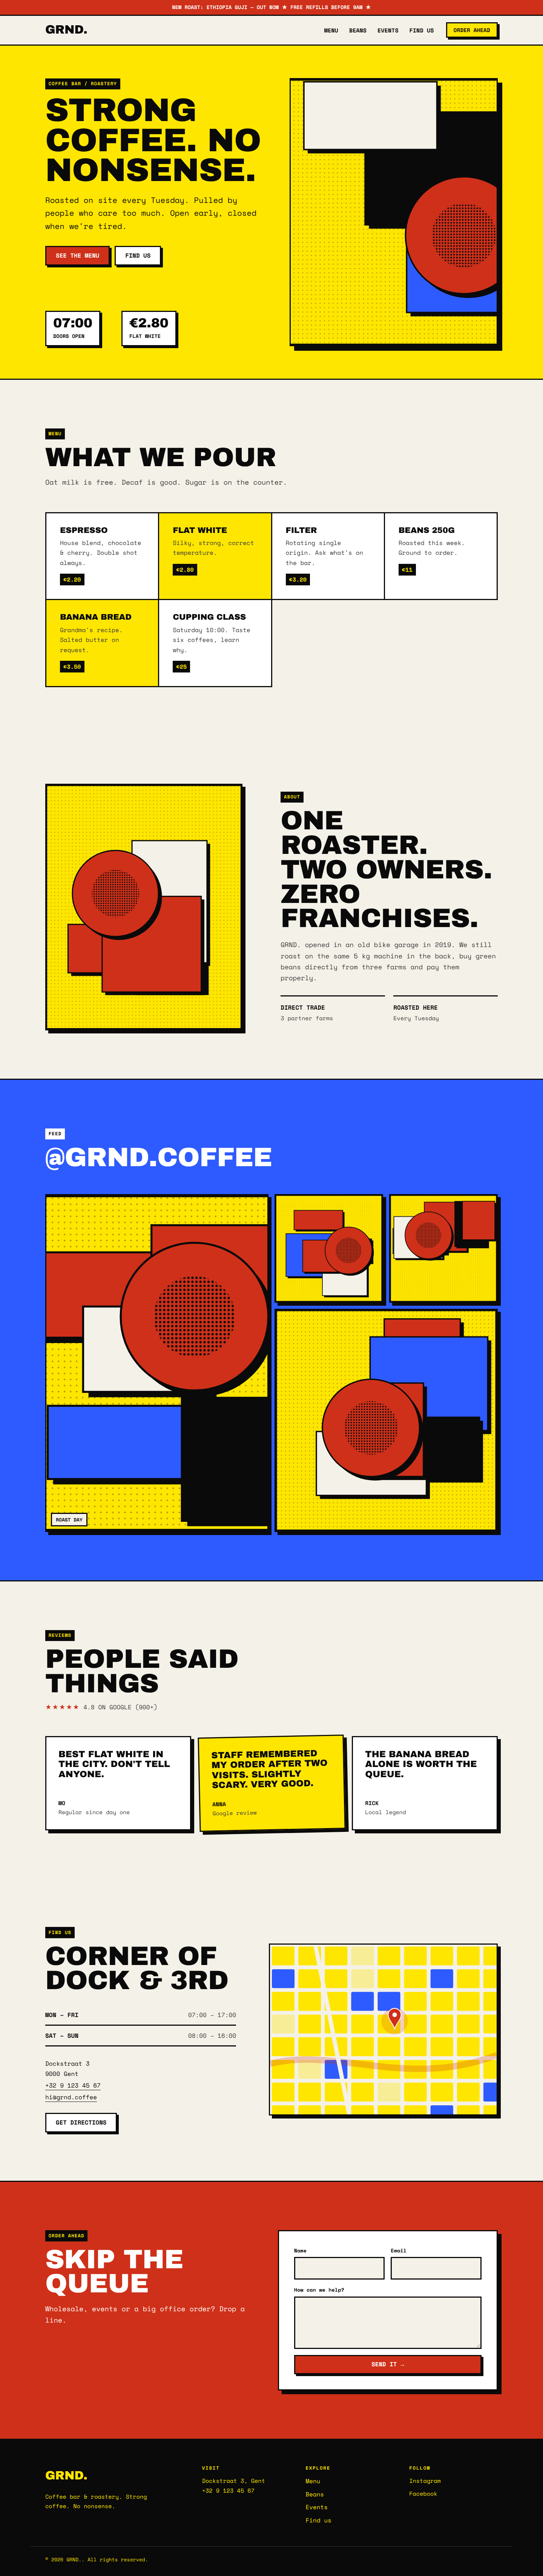 NEW ROAST: ETHIOPIA GUJI — OUT NOW ★ FREE REFILLS BEFORE 9AM ★
GRND.
MENU BEANS EVENTS FIND US ORDER AHEAD
COFFEE BAR / ROASTERY
STRONG
COFFEE. NO
NONSENSE.
Roasted on site every Tuesday. Pulled by
people who care too much. Open early, closed
when we're tired.
SEE THE MENU FIND US
07:00
DOORS OPEN
€2.80
FLAT WHITE
MENU
WHAT WE POUR
Oat milk is free. Decaf is good. Sugar is on the counter.
ESPRESSO
House blend, chocolate
& cherry. Double shot
always.
€2.20
FLAT WHITE
Silky, strong, correct
temperature.
€2.80
FILTER
Rotating single
origin. Ask what's on
the bar.
€3.20
BEANS 250G
Roasted this week.
Ground to order.
€11
BANANA BREAD
Grandma's recipe.
Salted butter on
request.
€3.50
CUPPING CLASS
Saturday 10:00. Taste
six coffees, learn
why.
€25
ABOUT
ONE
ROASTER.
TWO OWNERS.
ZERO
FRANCHISES.
GRND. opened in an old bike garage in 2019. We still
roast on the same 5 kg machine in the back, buy green
beans directly from three farms and pay them
properly.
DIRECT TRADE
3 partner farms
ROASTED HERE
Every Tuesday
FEED
@GRND.COFFEE
ROAST DAY
REVIEWS
PEOPLE SAID
THINGS
★★★★★ 4.8 ON GOOGLE (900+)
BEST FLAT WHITE IN
THE CITY. DON'T TELL
ANYONE.
MO
Regular since day one
STAFF REMEMBERED
MY ORDER AFTER TWO
VISITS. SLIGHTLY
SCARY. VERY GOOD.
ANNA
Google review
THE BANANA BREAD
ALONE IS WORTH THE
QUEUE.
RICK
Local legend
FIND US
CORNER OF
DOCK & 3RD
MON – FRI 07:00 – 17:00
SAT – SUN 08:00 – 16:00
Dockstraat 3
9000 Gent
+32 9 123 45 67
hi@grnd.coffee
GET DIRECTIONS
ORDER AHEAD
SKIP THE
QUEUE
Wholesale, events or a big office order? Drop a
line.
Name Email
How can we help?
SEND IT →
GRND.
Coffee bar & roastery. Strong
coffee. No nonsense.
VISIT
Dockstraat 3, Gent
+32 9 123 45 67
EXPLORE
Menu
Beans
Events
Find us
FOLLOW
Instagram
Facebook
© 2026 GRND.. All rights reserved.